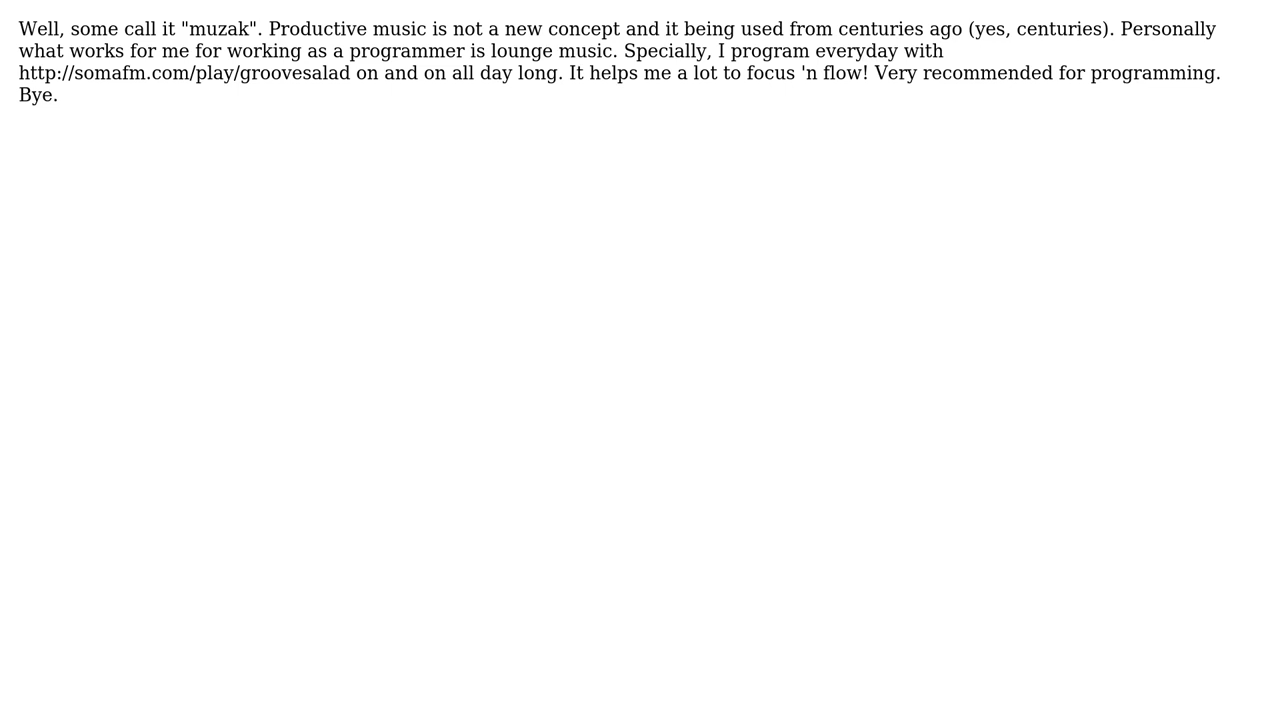 Well, some call it "muzak". Productive music is not a new concept and it being used from centuries ago (yes, centuries). Personally
what works for me for working as a programmer is lounge music. Specially, I program everyday with
http://somafm.com/play/groovesalad on and on all day long. It helps me a lot to focus 'n flow! Very recommended for programming.
Bye.